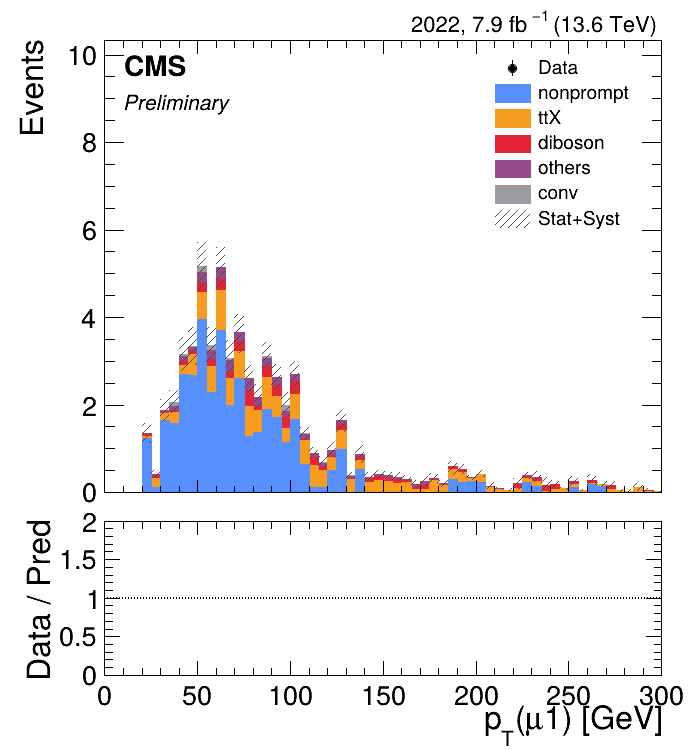 2022, 7.9 fb⁻¹ (13.6 TeV)
CMS
Preliminary
Data
nonprompt
ttX
diboson
others
conv
Stat+Syst
Events
10
8
6
4
2
0
Data / Pred
2
1.5
1
0.5
0
0 50 100 150 200 250 300
p_T(μ1) [GeV]